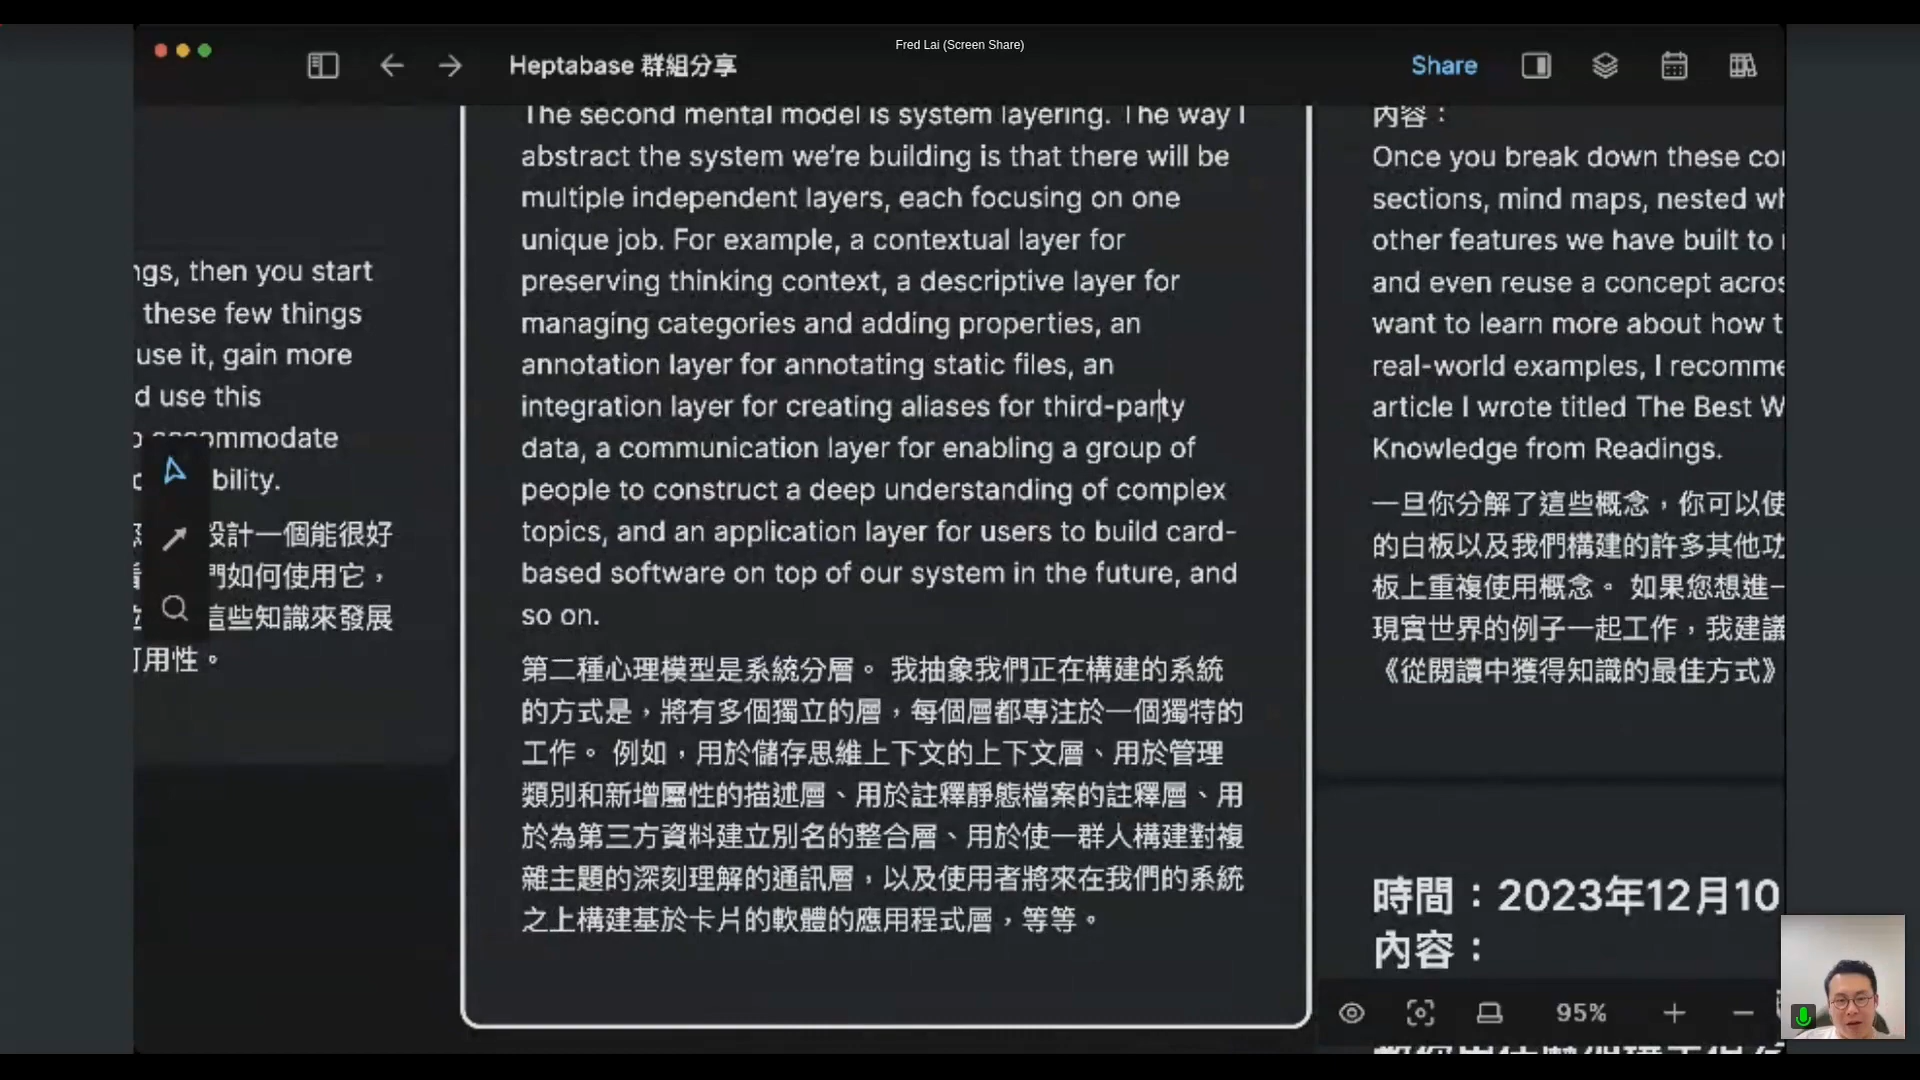 Fred Lai (Screen Share)
Heptabase 群組分享
Share
ngs, then you start
these few things
use it, gain more
d use this
accommodate
bility.
設計一個能很好
們如何使用它，
這些知識來發展
可用性。
The second mental model is system layering. The way I
abstract the system we’re building is that there will be
multiple independent layers, each focusing on one
unique job. For example, a contextual layer for
preserving thinking context, a descriptive layer for
managing categories and adding properties, an
annotation layer for annotating static files, an
integration layer for creating aliases for third-party
data, a communication layer for enabling a group of
people to construct a deep understanding of complex
topics, and an application layer for users to build card-
based software on top of our system in the future, and
so on.
第二種心理模型是系統分層。 我抽象我們正在構建的系統
的方式是，將有多個獨立的層，每個層都專注於一個獨特的
工作。 例如，用於儲存思維上下文的上下文層、用於管理
類別和新增屬性的描述層、用於註釋靜態檔案的註釋層、用
於為第三方資料建立別名的整合層、用於使一群人構建對複
雜主題的深刻理解的通訊層，以及使用者將來在我們的系統
之上構建基於卡片的軟體的應用程式層，等等。
內容：
Once you break down these co
sections, mind maps, nested wh
other features we have built to
and even reuse a concept acros
want to learn more about how t
real-world examples, I recomme
article I wrote titled The Best W
Knowledge from Readings.
一旦你分解了這些概念，你可以使
的白板以及我們構建的許多其他功
板上重複使用概念。 如果您想進一
現實世界的例子一起工作，我建議
《從閱讀中獲得知識的最佳方式》
時間：2023年12月10
內容：
95%